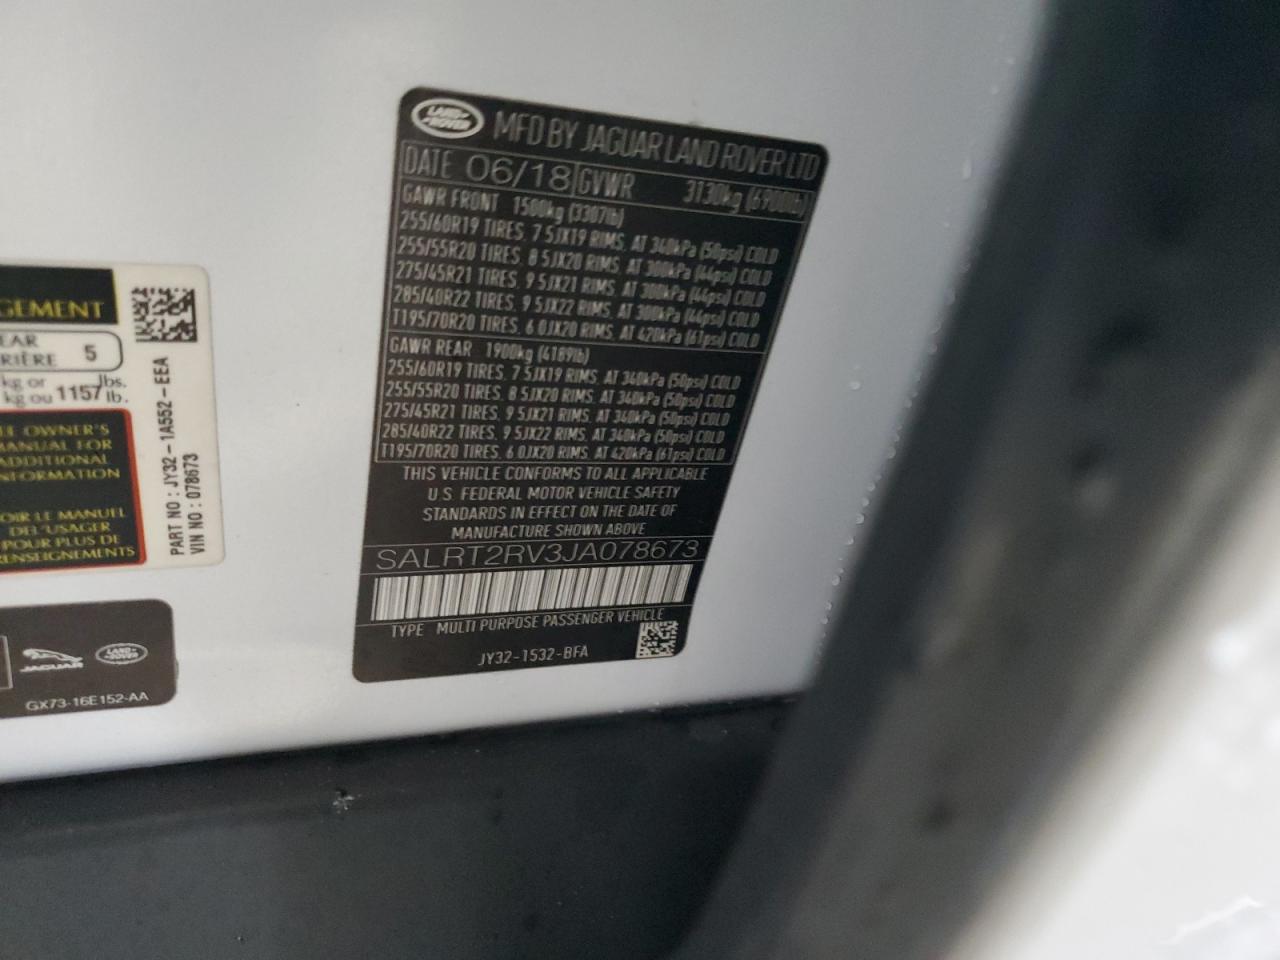 LAND ROVER
MFD BY JAGUAR LAND ROVER LTD
DATE 06/18 GVWR 3130kg (6900lb)
GAWR FRONT 1500kg (3307lb)
255/60R19 TIRES, 7.5JX19 RIMS, AT 340kPa (50psi) COLD
255/55R20 TIRES, 8.5JX20 RIMS, AT 300kPa (44psi) COLD
275/45R21 TIRES, 9.5JX21 RIMS, AT 300kPa (44psi) COLD
285/40R22 TIRES, 9.5JX22 RIMS, AT 300kPa (44psi) COLD
T195/70R20 TIRES, 6.0JX20 RIMS, AT 420kPa (61psi) COLD
GAWR REAR 1900kg (4189lb)
255/60R19 TIRES, 7.5JX19 RIMS, AT 340kPa (50psi) COLD
255/55R20 TIRES, 8.5JX20 RIMS, AT 340kPa (50psi) COLD
275/45R21 TIRES, 9.5JX21 RIMS, AT 340kPa (50psi) COLD
285/40R22 TIRES, 9.5JX22 RIMS, AT 340kPa (50psi) COLD
T195/70R20 TIRES, 6.0JX20 RIMS, AT 420kPa (61psi) COLD
THIS VEHICLE CONFORMS TO ALL APPLICABLE
U.S. FEDERAL MOTOR VEHICLE SAFETY
STANDARDS IN EFFECT ON THE DATE OF
MANUFACTURE SHOWN ABOVE
SALRT2RV3JA078673
TYPE MULTI PURPOSE PASSENGER VEHICLE
JY32-1532-BFA
GEMENT
EAR
RIÈRE 5
kg or lbs.
kg ou 1157 lb.
EE OWNER'S
MANUAL FOR
ADDITIONAL
NFORMATION
OIR LE MANUEL
DE L'USAGER
POUR PLUS DE
ENSEIGNEMENTS
PART NO : JY32-1A552-EEA
VIN NO : 078673
JAGUAR
LAND ROVER
GX73-16E152-AA